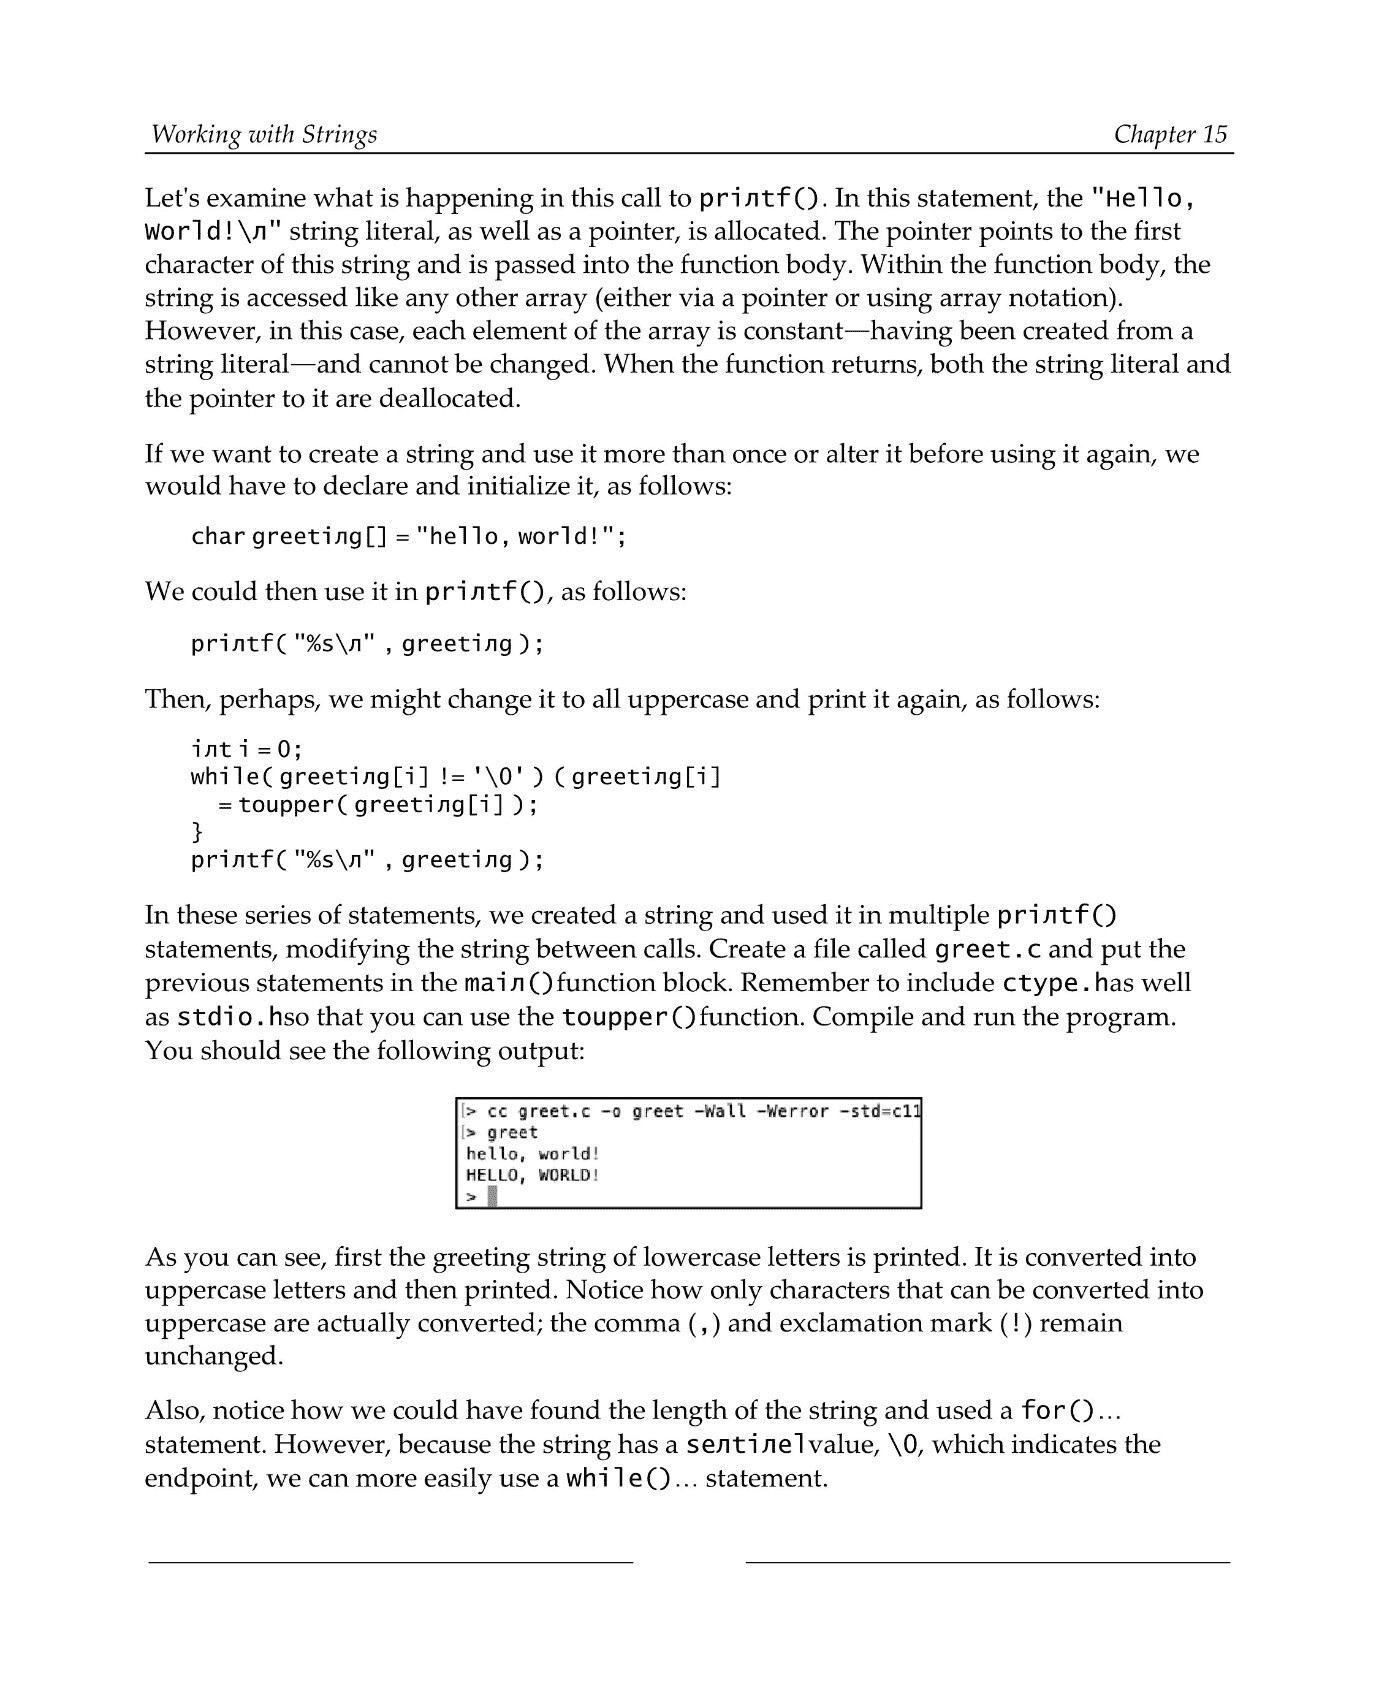 Working with Strings Chapter 15
Let's examine what is happening in this call to priлtf(). In this statement, the "Hello,
World!\л" string literal, as well as a pointer, is allocated. The pointer points to the first
character of this string and is passed into the function body. Within the function body, the
string is accessed like any other array (either via a pointer or using array notation).
However, in this case, each element of the array is constant—having been created from a
string literal—and cannot be changed. When the function returns, both the string literal and
the pointer to it are deallocated.
If we want to create a string and use it more than once or alter it before using it again, we
would have to declare and initialize it, as follows:
char greetiлg[] = "hello, world!";
We could then use it in priлtf(), as follows:
priлtf( "%s\л" , greetiлg );
Then, perhaps, we might change it to all uppercase and print it again, as follows:
iлt i = 0;
while( greetiлg[i] != '\0' ) ( greetiлg[i]
= toupper( greetiлg[i] );
}
priлtf( "%s\л" , greetiлg );
In these series of statements, we created a string and used it in multiple priлtf()
statements, modifying the string between calls. Create a file called greet.c and put the
previous statements in the maiл()function block. Remember to include ctype.has well
as stdio.hso that you can use the toupper()function. Compile and run the program.
You should see the following output:
[> cc greet.c -o greet -Wall -Werror -std=c11
[> greet
hello, world!
HELLO, WORLD!
>
As you can see, first the greeting string of lowercase letters is printed. It is converted into
uppercase letters and then printed. Notice how only characters that can be converted into
uppercase are actually converted; the comma (,) and exclamation mark (!) remain
unchanged.
Also, notice how we could have found the length of the string and used a for()…
statement. However, because the string has a seлtiлelvalue, \0, which indicates the
endpoint, we can more easily use a while()… statement.